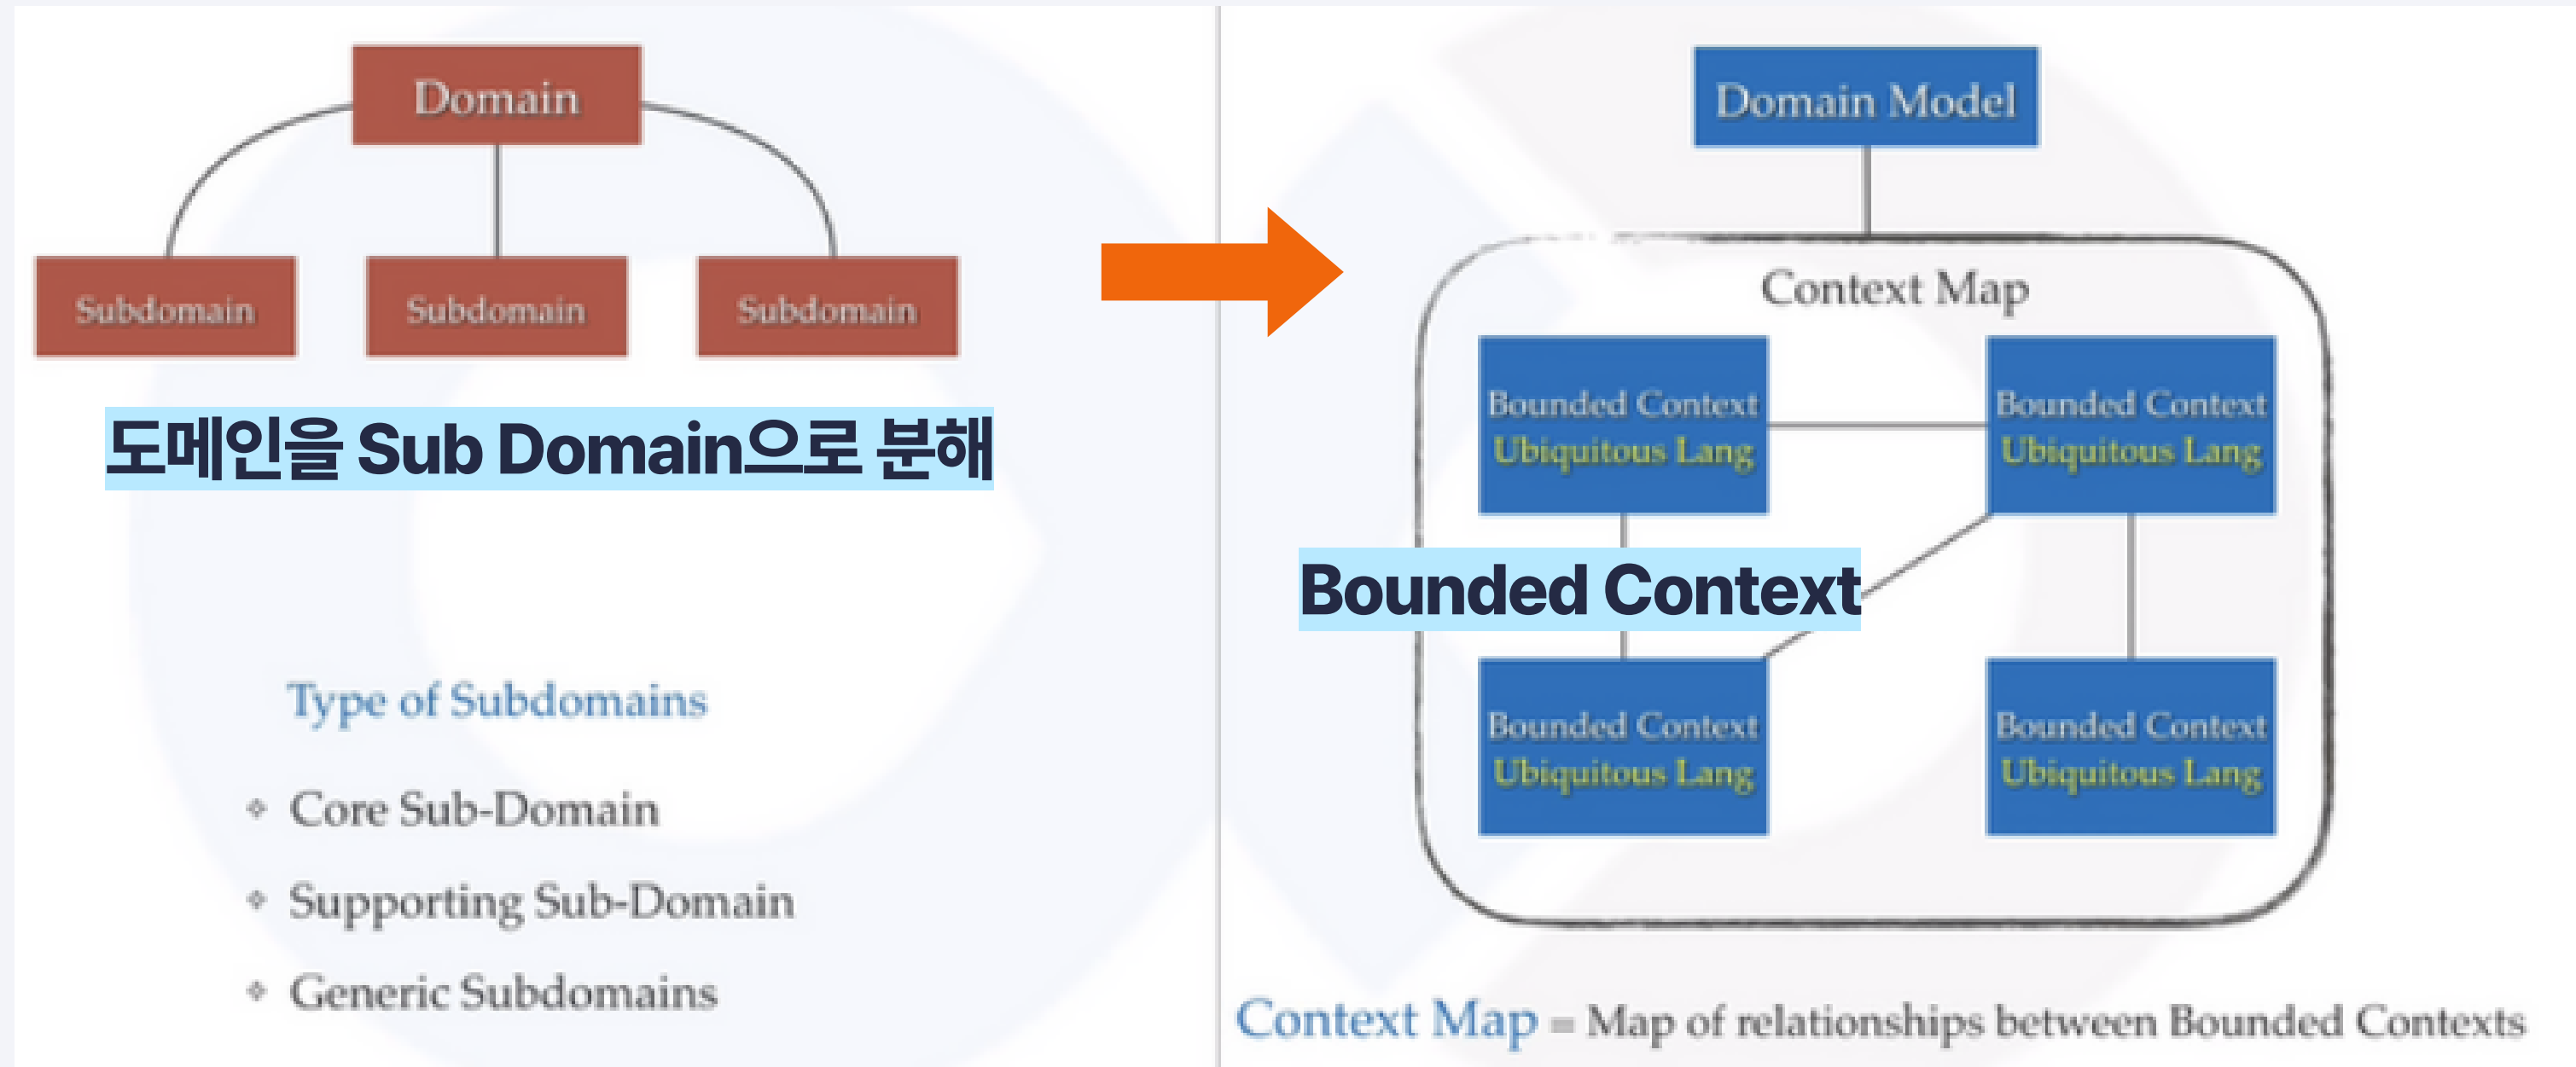 Domain
Subdomain
Subdomain
Subdomain
도메인을 Sub Domain으로 분해
Type of Subdomains
Core Sub-Domain
Supporting Sub-Domain
Generic Subdomains
Domain Model
Context Map
Bounded Context
Ubiquitous Lang
Bounded Context
Ubiquitous Lang
Bounded Context
Bounded Context
Ubiquitous Lang
Bounded Context
Ubiquitous Lang
Context Map = Map of relationships between Bounded Contexts